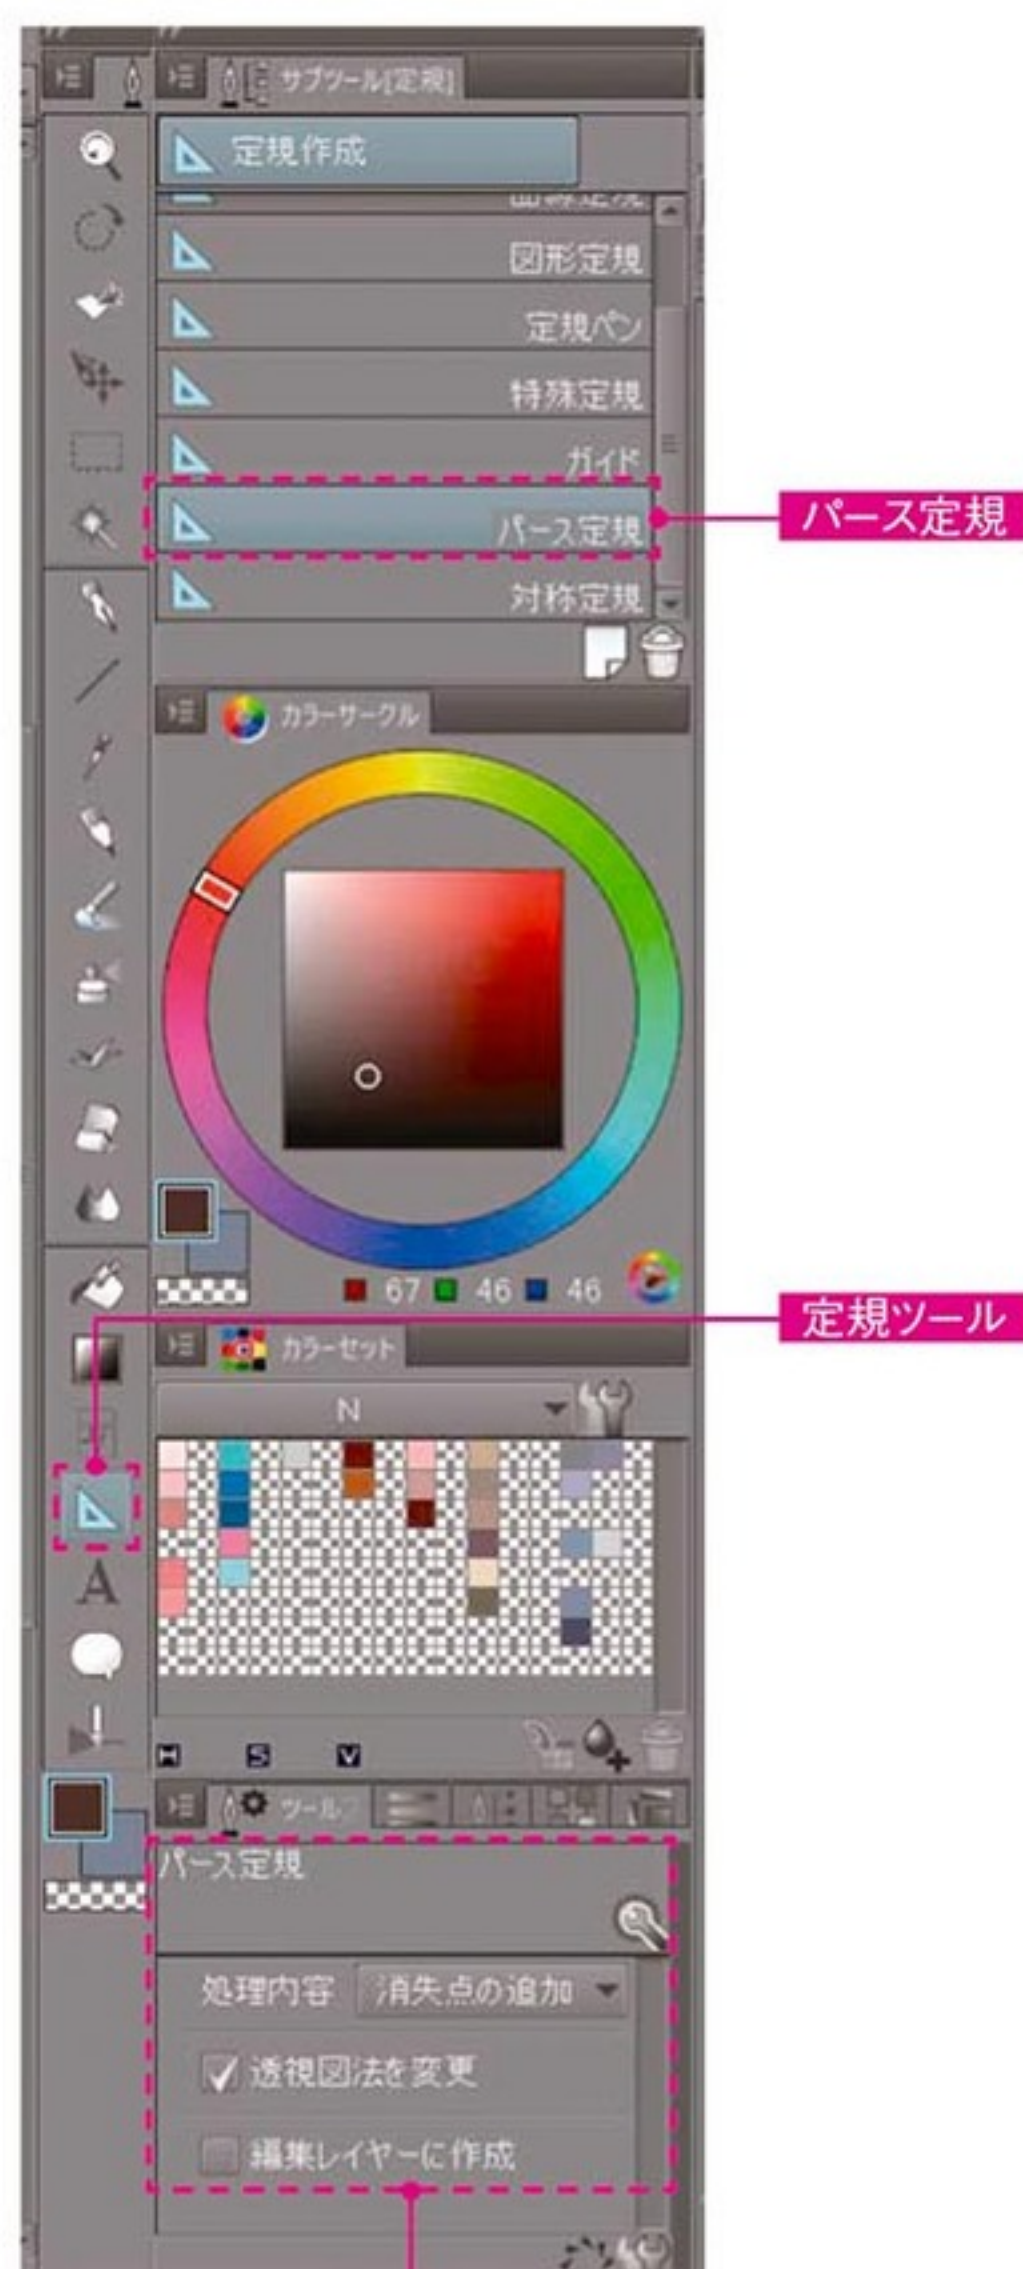 サブツール[定規]
定規作成
図形定規
定規ペン
特殊定規
ガイド
パース定規
パース定規
対称定規
カラーサークル
67 46 46
定規ツール
カラーセット
N
A
H S V
パース定規
処理内容 消失点の追加
透視図法を変更
編集レイヤーに作成